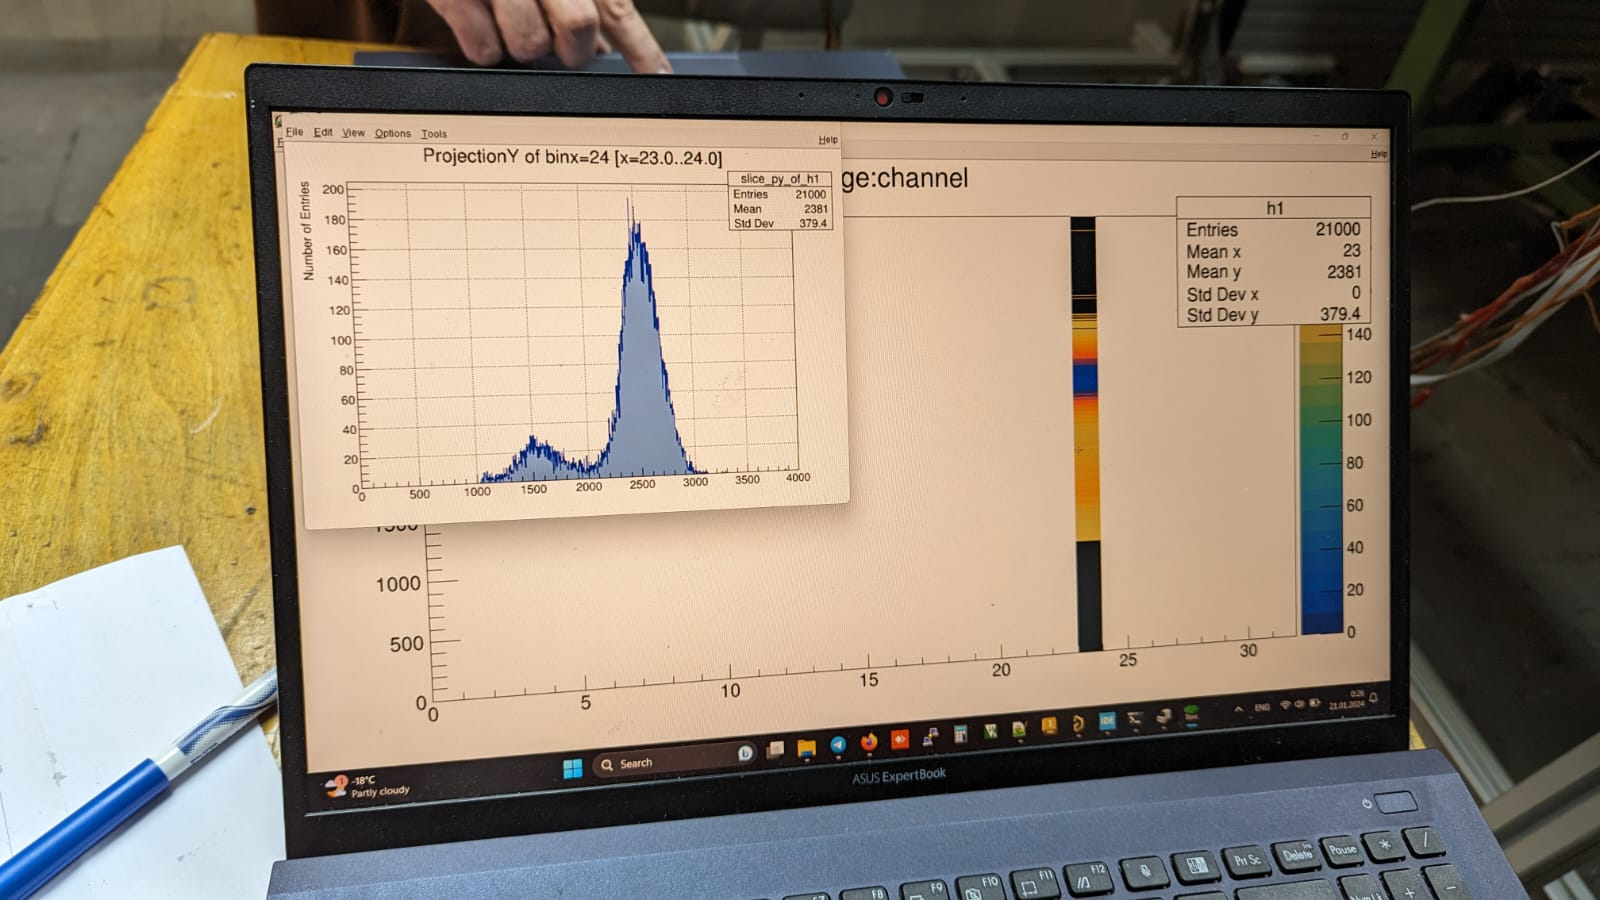 File Edit View Options Tools Help
ProjectionY of binx=24 [x=23.0..24.0]
slice_py_of_h1
Entries 21000
Mean 2381
Std Dev 379.4
Number of Entries
200
180
160
140
120
100
80
60
40
20
0
0 500 1000 1500 2000 2500 3000 3500 4000
Help
ge:channel
h1
Entries 21000
Mean x 23
Mean y 2381
Std Dev x 0
Std Dev y 379.4
140
120
100
80
60
40
20
0
1500
1000
500
0
0 5 10 15 20 25 30
-18°C
Partly cloudy
1
Search
IDE
ENG
0:26
21.01.2024
ASUS ExpertBook
F8 F9 F10 F11 F12 Prt Sc Delete Pause * /
+ -